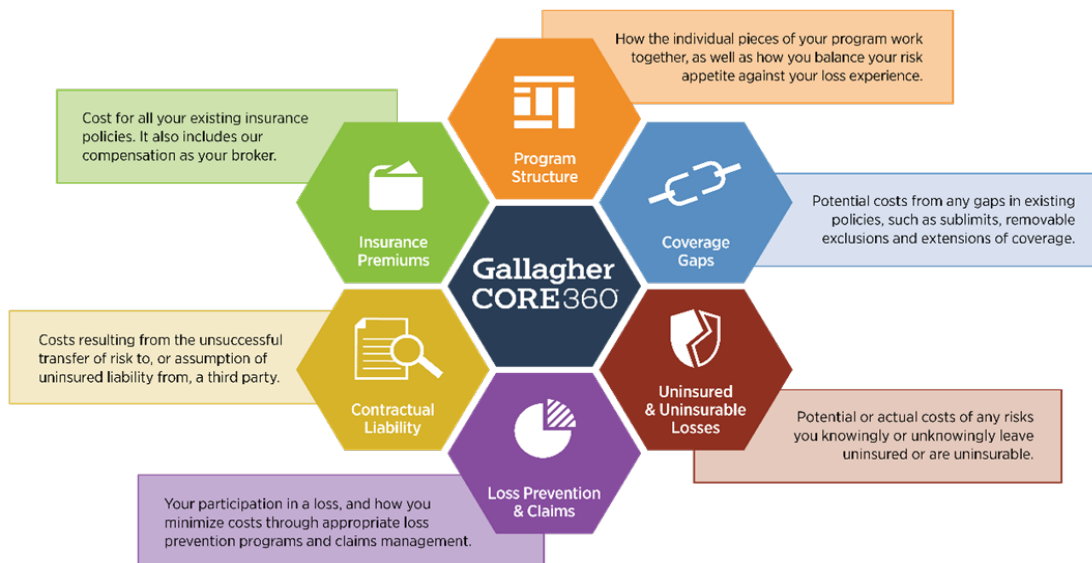 How the individual pieces of your program work
together, as well as how you balance your risk
appetite against your loss experience.
Program
Structure
Cost for all your existing insurance
policies. It also includes our
compensation as your broker.
Insurance
Premiums
Coverage
Gaps
Potential costs from any gaps in existing
policies, such as sublimits, removable
exclusions and extensions of coverage.
Gallagher
CORE360®
Costs resulting from the unsuccessful
transfer of risk to, or assumption of
uninsured liability from, a third party.
Contractual
Liability
Uninsured
& Uninsurable
Losses
Potential or actual costs of any risks
you knowingly or unknowingly leave
uninsured or are uninsurable.
Loss Prevention
& Claims
Your participation in a loss, and how you
minimize costs through appropriate loss
prevention programs and claims management.